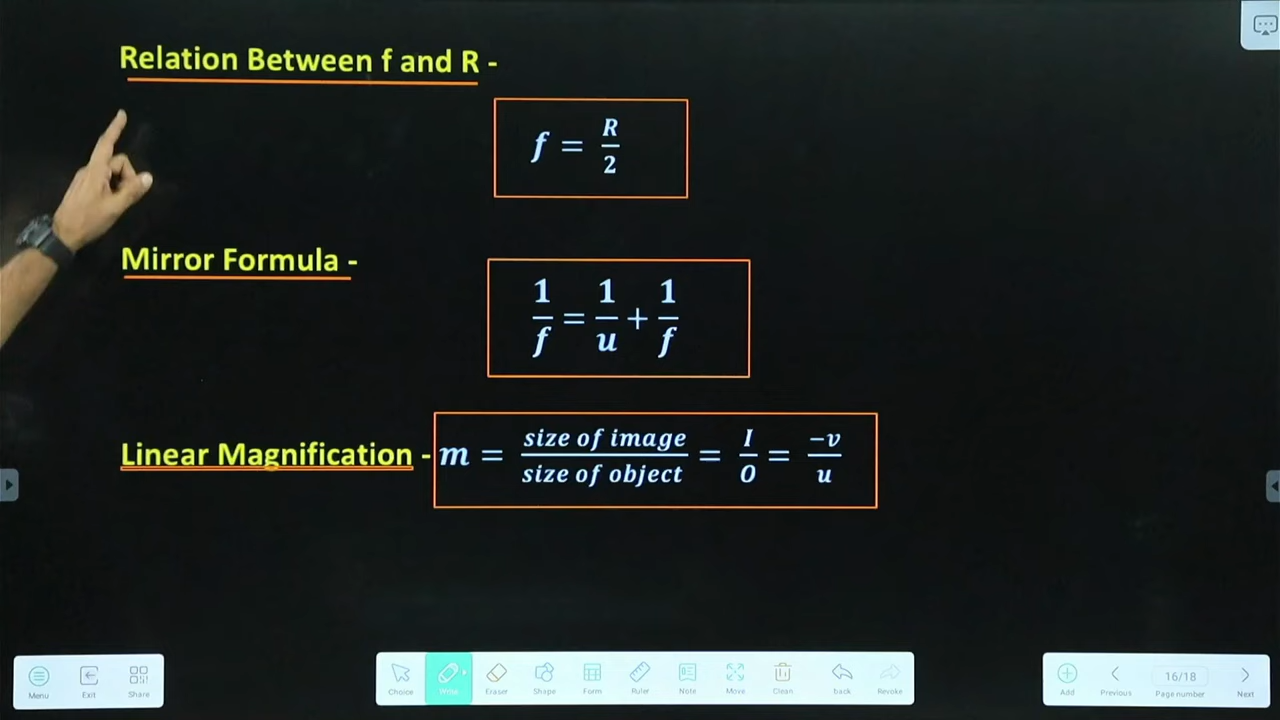 Relation Between f and R -
f = R/2
Mirror Formula -
1/f = 1/u + 1/f
Linear Magnification - m = size of image/size of object = I/O = -v/u
Menu Exit Share
Choice Write Eraser Shape Form Ruler Note Move Clean back Revoke
Add Previous 16/18 Page number Next